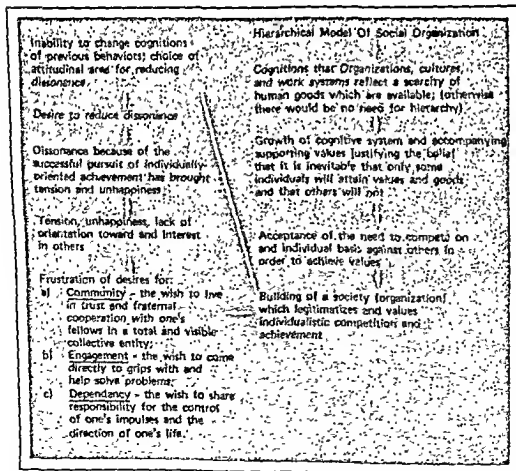 Hierarchical Model Of Social Organization
Cognitions that Organizations, cultures,
and work systems reflect a scarcity of
human goods which are available; (otherwise
there would be no need for hierarchy)
Growth of cognitive system and accompanying
supporting values justifying the belief
that it is inevitable that only some
individuals will attain values and goods
and that others will not
Acceptance of the need to compete on
and individual basis against others in
order to achieve values
Building of a society (organization)
which legitimatizes and values
individualistic competition and
achievement
Frustration of desires for:
a) Community - the wish to live
in trust and fraternal
cooperation with one's
fellows in a total and visible
collective entity;
b) Engagement - the wish to come
directly to grips with and
help solve problems;
c) Dependency - the wish to share
responsibility for the control
of one's impulses and the
direction of one's life.
Tension, unhappiness, lack of
orientation toward and interest
in others
Dissonance because of the
successful pursuit of individually-
oriented achievement has brought
tension and unhappiness
Desire to reduce dissonance
Inability to change cognitions
of previous behaviors; choice of
attitudinal area for reducing
dissonance.